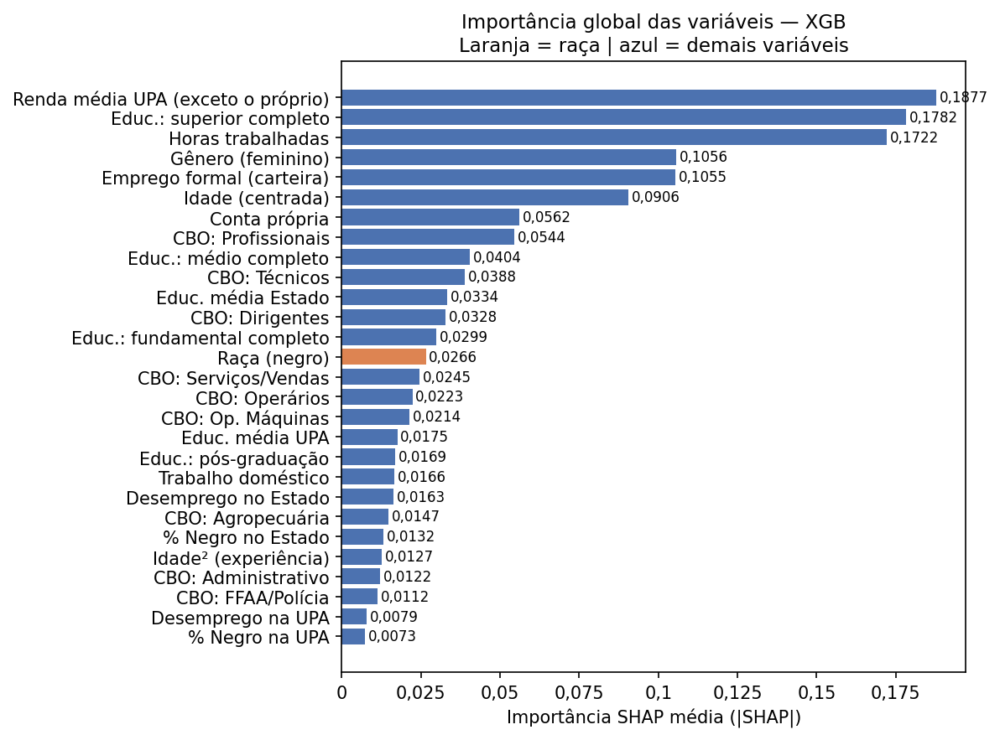 Importância global das variáveis — XGB
Laranja = raça | azul = demais variáveis
Renda média UPA (exceto o próprio) 0,1877
Educ.: superior completo 0,1782
Horas trabalhadas 0,1722
Gênero (feminino) 0,1056
Emprego formal (carteira) 0,1055
Idade (centrada) 0,0906
Conta própria 0,0562
CBO: Profissionais 0,0544
Educ.: médio completo 0,0404
CBO: Técnicos 0,0388
Educ. média Estado 0,0334
CBO: Dirigentes 0,0328
Educ.: fundamental completo 0,0299
Raça (negro) 0,0266
CBO: Serviços/Vendas 0,0245
CBO: Operários 0,0223
CBO: Op. Máquinas 0,0214
Educ. média UPA 0,0175
Educ.: pós-graduação 0,0169
Trabalho doméstico 0,0166
Desemprego no Estado 0,0163
CBO: Agropecuária 0,0147
% Negro no Estado 0,0132
Idade² (experiência) 0,0127
CBO: Administrativo 0,0122
CBO: FFAA/Polícia 0,0112
Desemprego na UPA 0,0079
% Negro na UPA 0,0073
0 0,025 0,05 0,075 0,1 0,125 0,15 0,175
Importância SHAP média (|SHAP|)